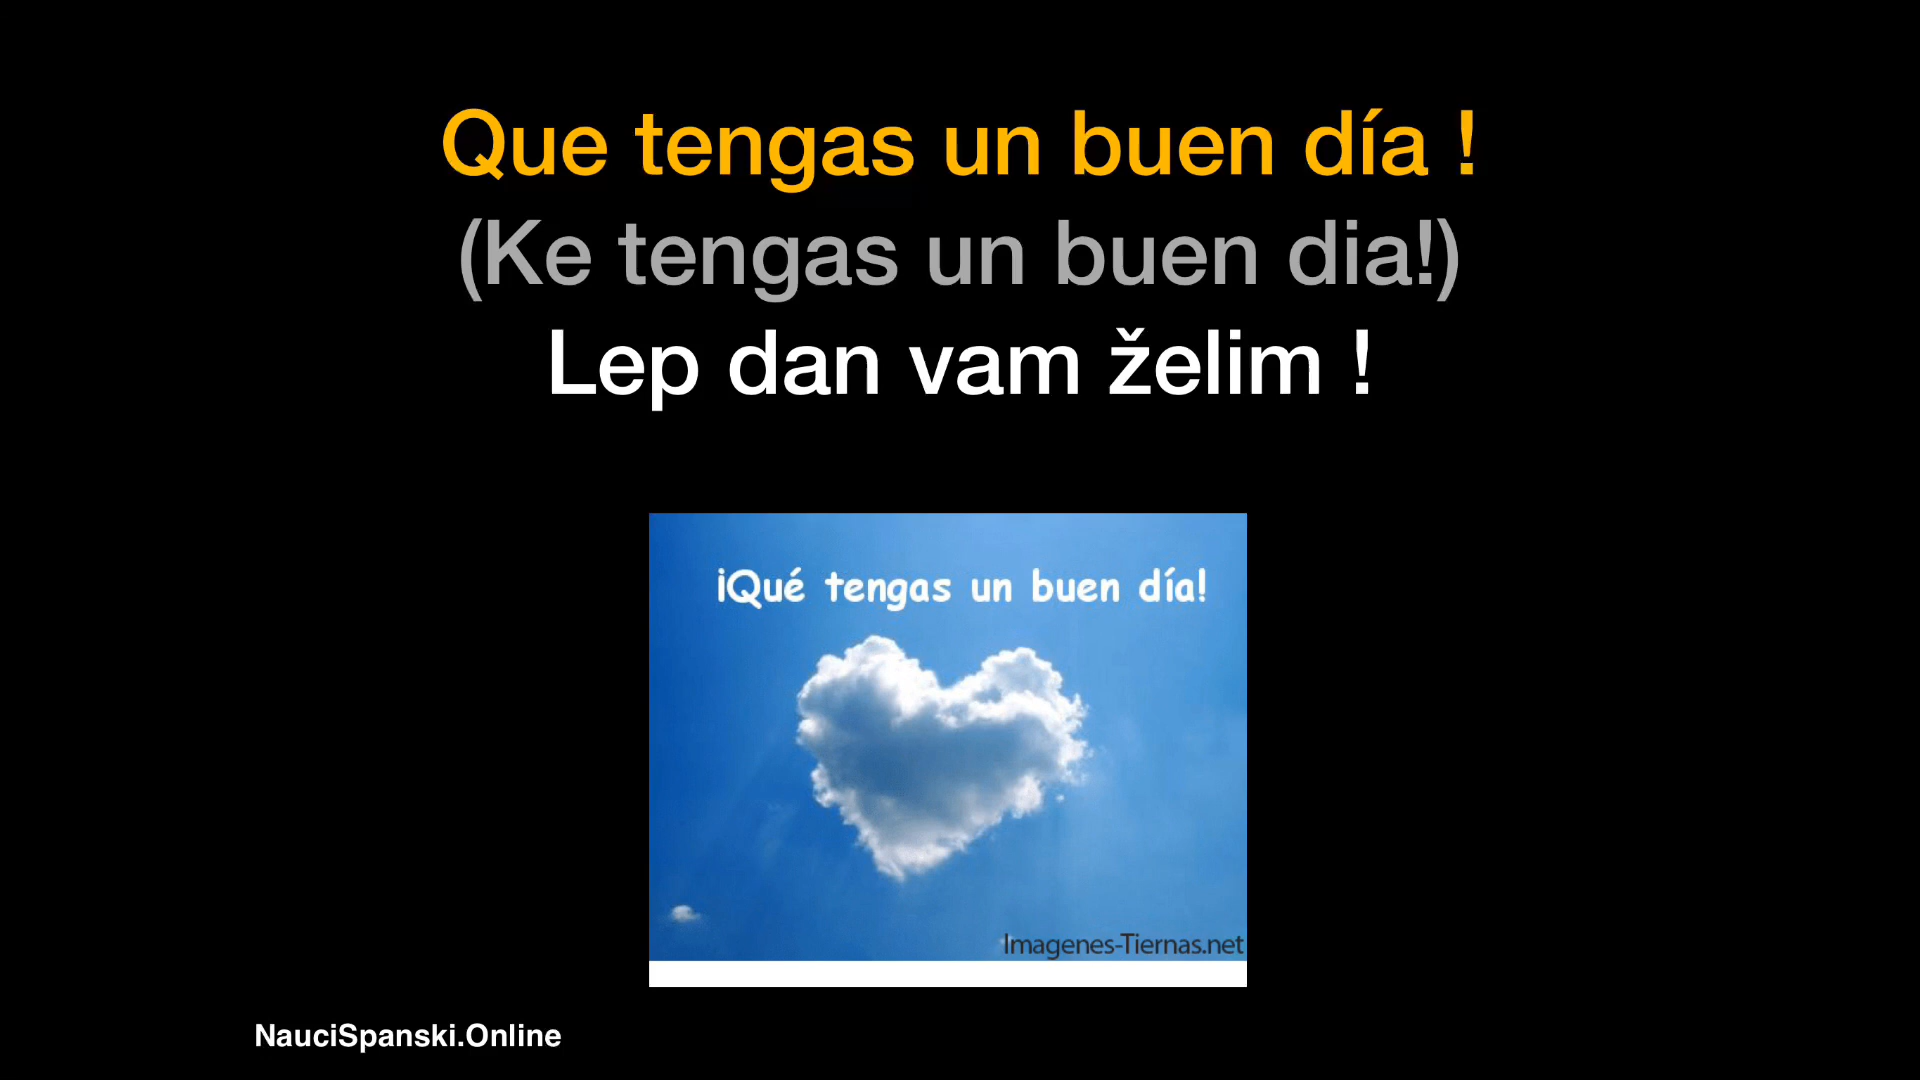 Que tengas un buen día !
(Ke tengas un buen dia!)
Lep dan vam želim !
¡Qué tengas un buen día!
Imagenes-Tiernas.net
NauciSpanski.Online